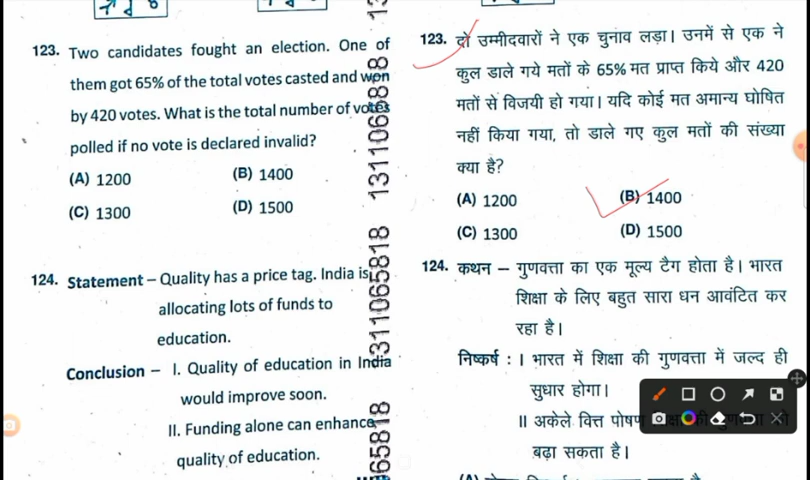 123. Two candidates fought an election. One of
them got 65% of the total votes casted and won
by 420 votes. What is the total number of votes
polled if no vote is declared invalid?
(A) 1200 (B) 1400
(C) 1300 (D) 1500
124. Statement – Quality has a price tag. India is
allocating lots of funds to
education.
Conclusion – I. Quality of education in India
would improve soon.
II. Funding alone can enhance
quality of education.
1311065818 1311065818
123. दो उम्मीदवारों ने एक चुनाव लड़ा। उनमें से एक ने
कुल डाले गये मतों के 65% मत प्राप्त किये और 420
मतों से विजयी हो गया। यदि कोई मत अमान्य घोषित
नहीं किया गया, तो डाले गए कुल मतों की संख्या
क्या है?
(A) 1200 (B) 1400
(C) 1300 (D) 1500
124. कथन – गुणवत्ता का एक मूल्य टैग होता है। भारत
शिक्षा के लिए बहुत सारा धन आवंटित कर
रहा है।
निष्कर्ष : I भारत में शिक्षा की गुणवत्ता में जल्द ही
सुधार होगा।
II अकेले वित्त पोषण
बढ़ा सकता है।